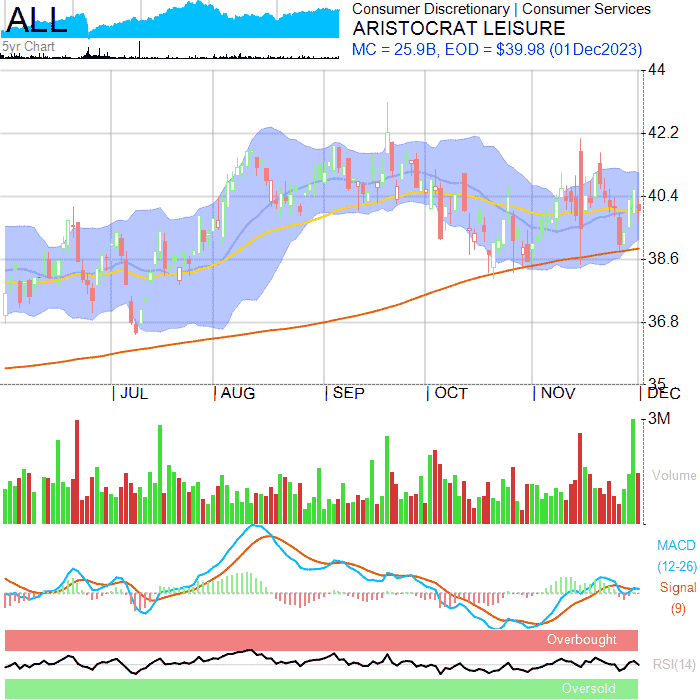 ALL
5yr Chart
Consumer Discretionary | Consumer Services
ARISTOCRAT LEISURE
MC = 25.9B, EOD = $39.98 (01Dec2023)
44
42.2
40.4
38.6
36.8
35
JUL AUG SEP OCT NOV DEC
3M
Volume
MACD
(12-26)
Signal
(9)
Overbought
RSI(14)
Oversold